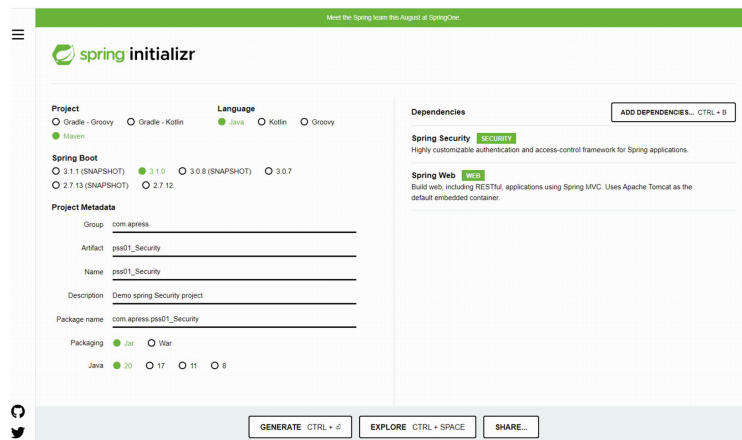 Meet the Spring team this August at SpringOne.
spring initializr
Project
Gradle - Groovy Gradle - Kotlin
Maven
Language
Java Kotlin Groovy
Spring Boot
3.1.1 (SNAPSHOT) 3.1.0 3.0.8 (SNAPSHOT) 3.0.7
2.7.13 (SNAPSHOT) 2.7.12
Project Metadata
Group com.apress
Artifact pss01_Security
Name pss01_Security
Description Demo spring Security project
Package name com.apress.pss01_Security
Packaging Jar War
Java 20 17 11 8
Dependencies ADD DEPENDENCIES... CTRL + B
Spring Security SECURITY
Highly customizable authentication and access-control framework for Spring applications.
Spring Web WEB
Build web, including RESTful, applications using Spring MVC. Uses Apache Tomcat as the
default embedded container.
GENERATE CTRL + ⏎ EXPLORE CTRL + SPACE SHARE...